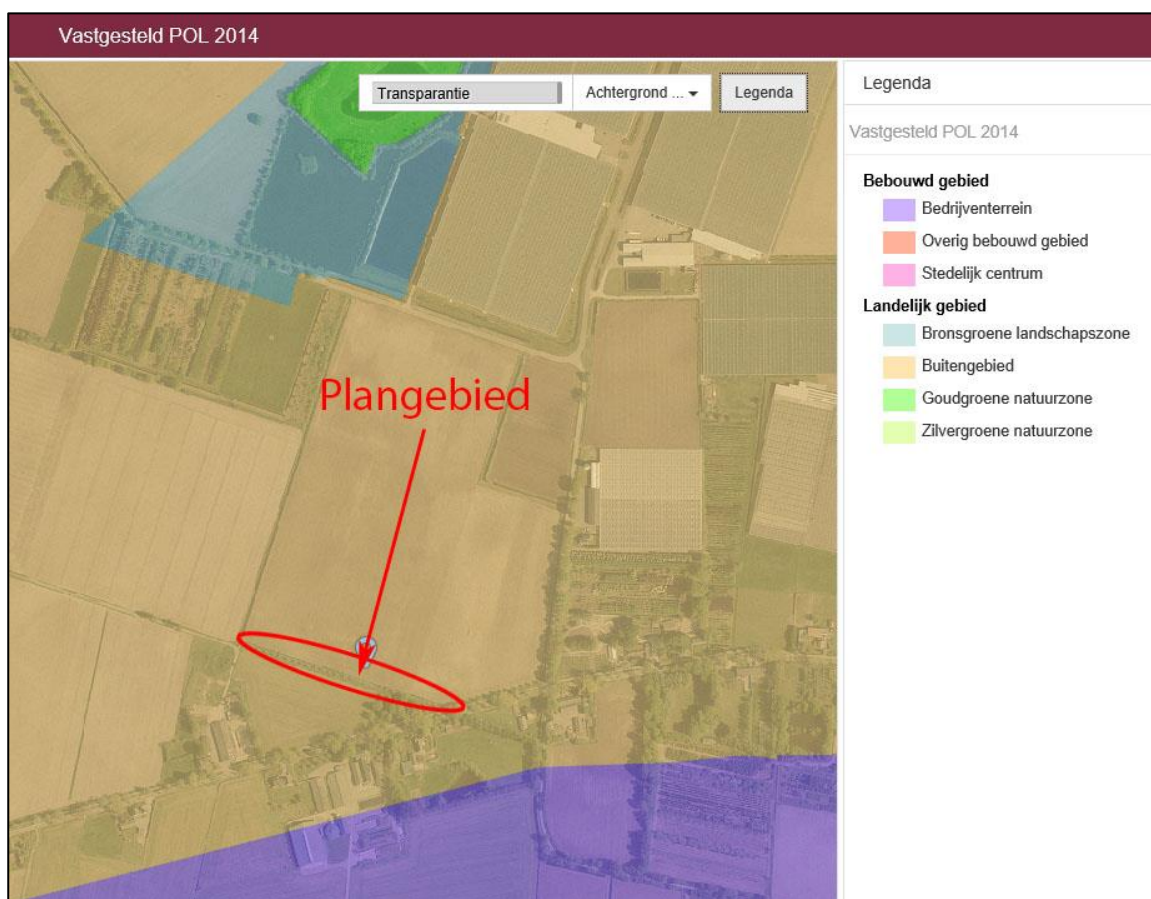 Vastgesteld POL 2014
Transparantie
Achtergrond ...
Legenda
Legenda
Vastgesteld POL 2014
Bebouwd gebied
Bedrijventerrein
Overig bebouwd gebied
Stedelijk centrum
Landelijk gebied
Bronsgroene landschapszone
Buitengebied
Goudgroene natuurzone
Zilvergroene natuurzone
Plangebied